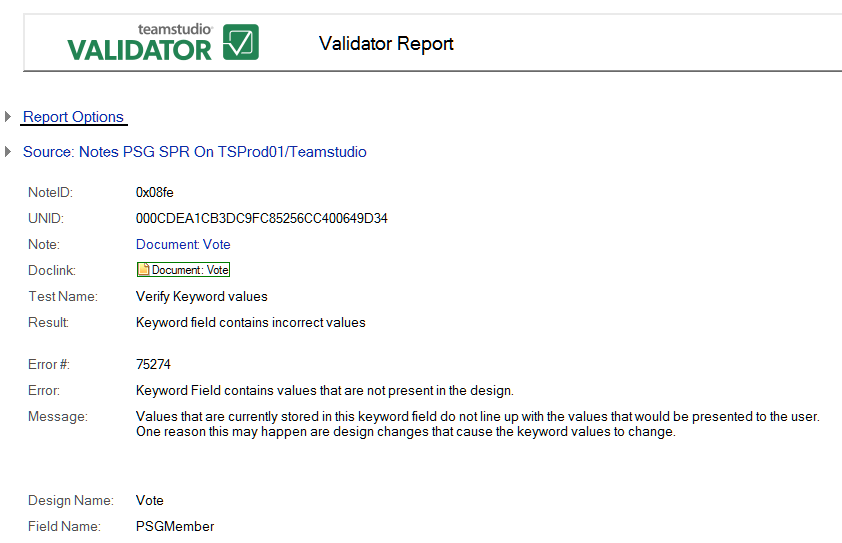 teamstudio
VALIDATOR
Validator Report
Report Options
Source: Notes PSG SPR On TSProd01/Teamstudio
NoteID: 0x08fe
UNID: 000CDEA1CB3DC9FC85256CC400649D34
Note: Document: Vote
Doclink: Document: Vote
Test Name: Verify Keyword values
Result: Keyword field contains incorrect values
Error #: 75274
Error: Keyword Field contains values that are not present in the design.
Message: Values that are currently stored in this keyword field do not line up with the values that would be presented to the user.
One reason this may happen are design changes that cause the keyword values to change.
Design Name: Vote
Field Name: PSGMember